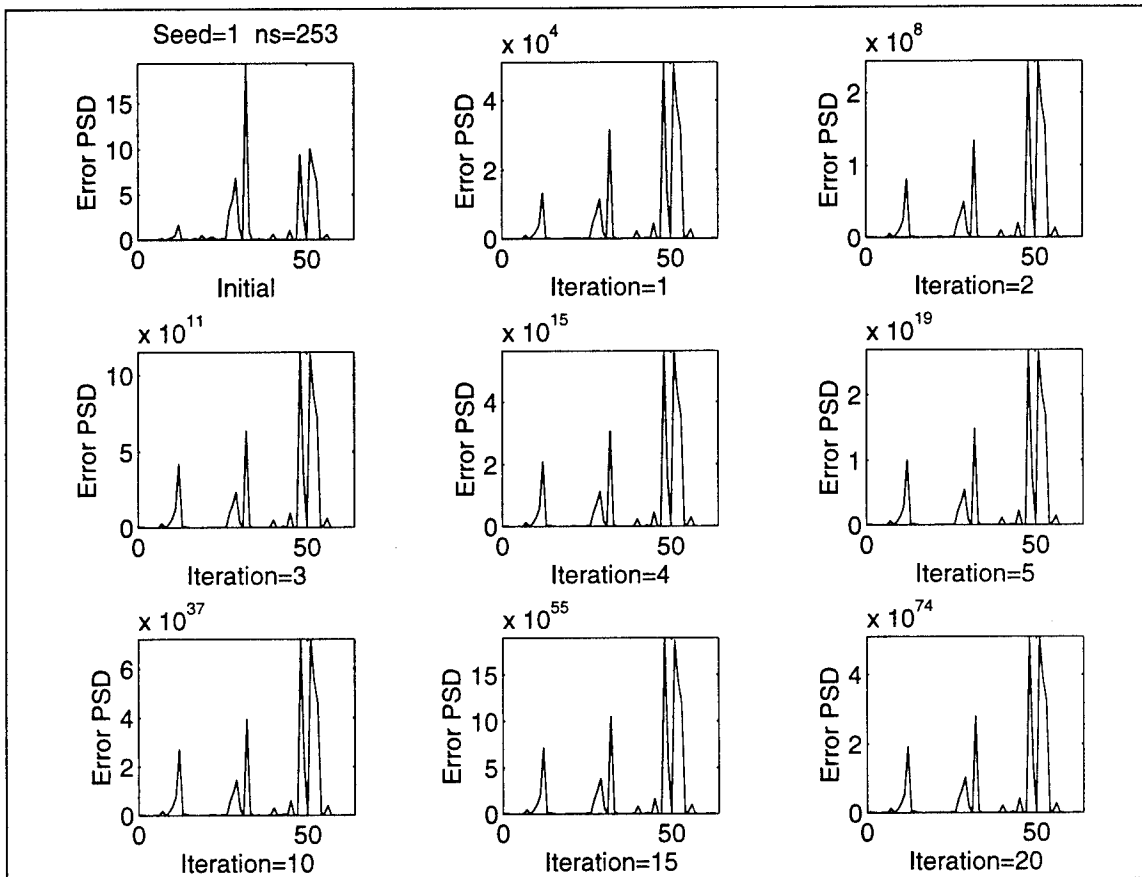 Seed=1 ns=253
Error PSD
15
10
5
0
0
50
Initial
x 10^4
Error PSD
4
2
0
0
50
Iteration=1
x 10^8
Error PSD
2
1
0
0
50
Iteration=2
x 10^11
Error PSD
10
5
0
0
50
Iteration=3
x 10^15
Error PSD
4
2
0
0
50
Iteration=4
x 10^19
Error PSD
2
1
0
0
50
Iteration=5
x 10^37
Error PSD
6
4
2
0
0
50
Iteration=10
x 10^55
Error PSD
15
10
5
0
0
50
Iteration=15
x 10^74
Error PSD
4
2
0
0
50
Iteration=20